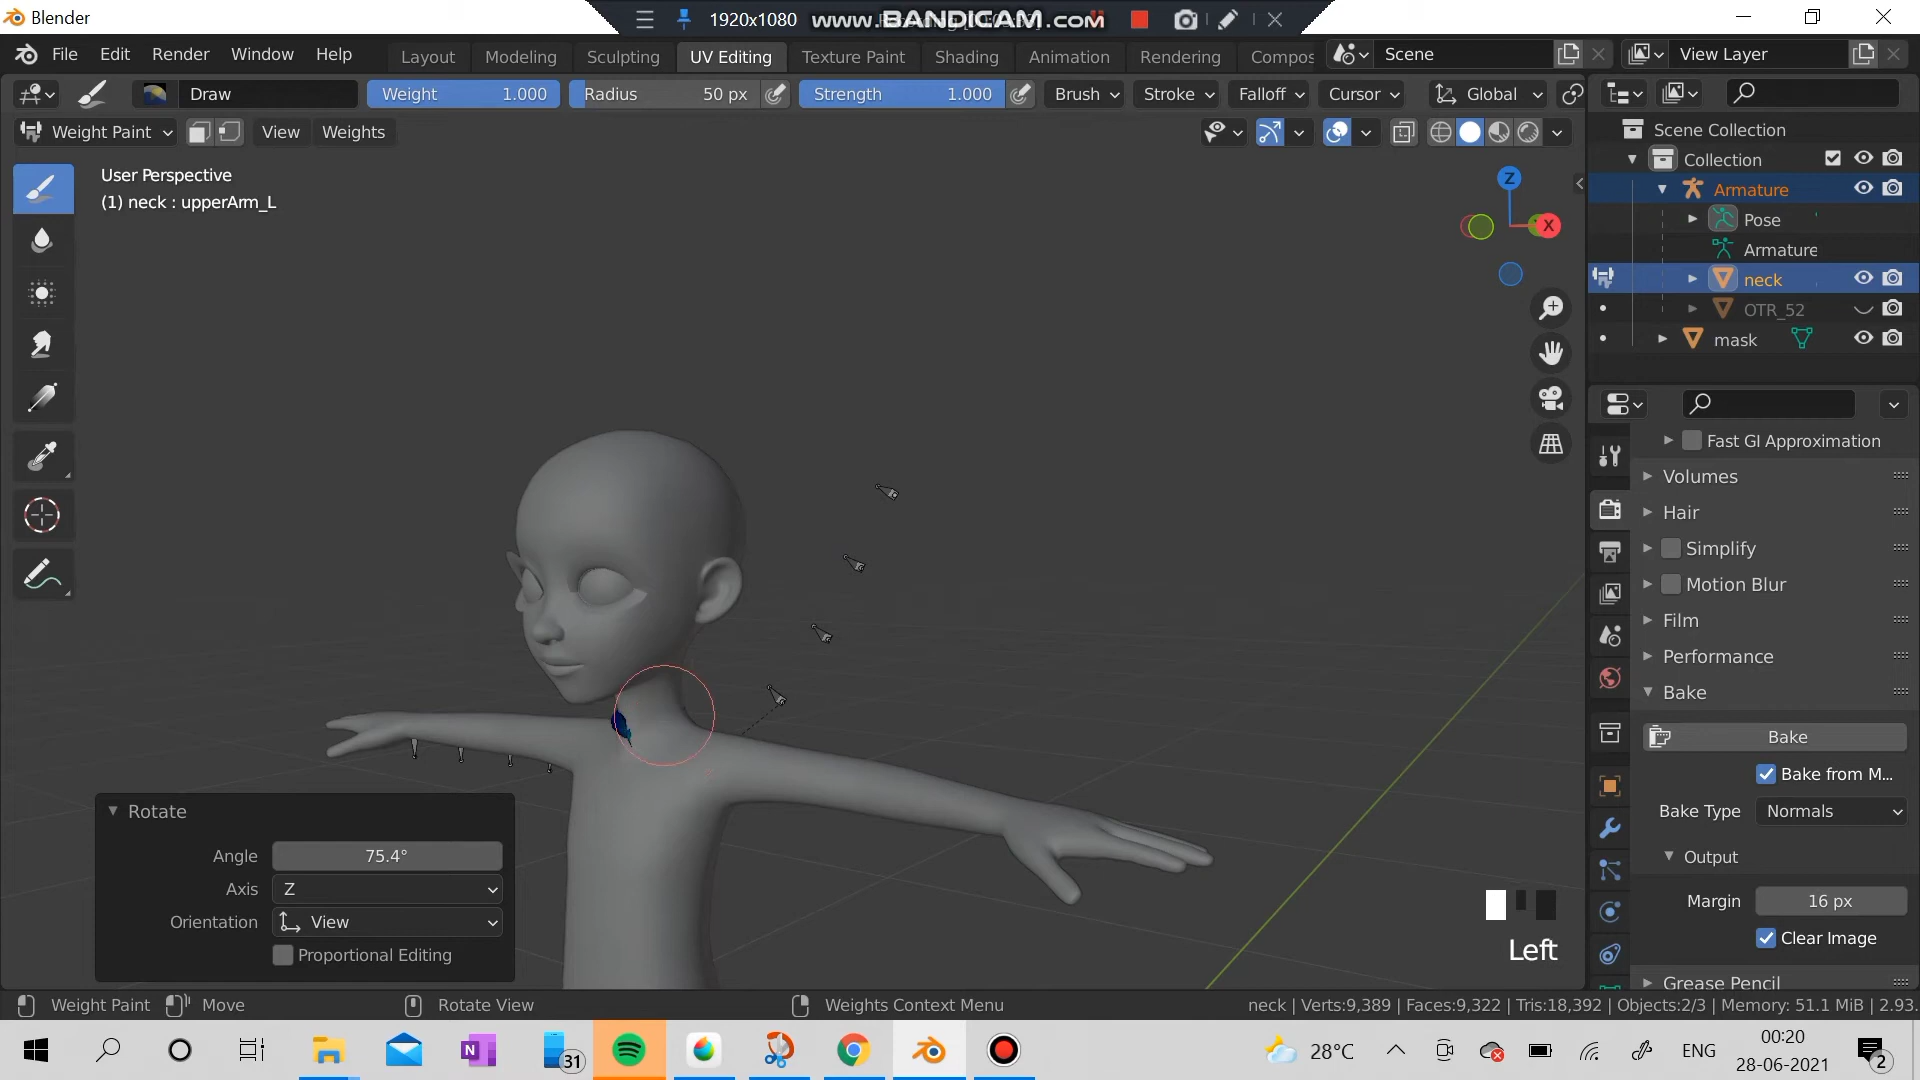 Blender
1920x1080
www.BANDICAM.com
File Edit Render Window Help
Layout Modeling Sculpting UV Editing Texture Paint Shading Animation Rendering Compos
Scene
View Layer
Draw
Weight 1.000
Radius 50 px
Strength 1.000
Brush Stroke Falloff Cursor
Global
Weight Paint
View Weights
User Perspective
(1) neck : upperArm_L
Z
X
Scene Collection
Collection
Armature
Pose
Armature
neck
OTR_52
mask
Fast GI Approximation
Volumes
Hair
Simplify
Motion Blur
Film
Performance
Bake
Bake
Bake from M...
Bake Type Normals
Output
Margin 16 px
Clear Image
Grease Pencil
Rotate
Angle 75.4°
Axis Z
Orientation View
Proportional Editing
Left
Weight Paint Move Rotate View Weights Context Menu
neck | Verts:9,389 | Faces:9,322 | Tris:18,392 | Objects:2/3 | Memory: 51.1 MiB | 2.93.
N
31
28°C
ENG
00:20
28-06-2021
2